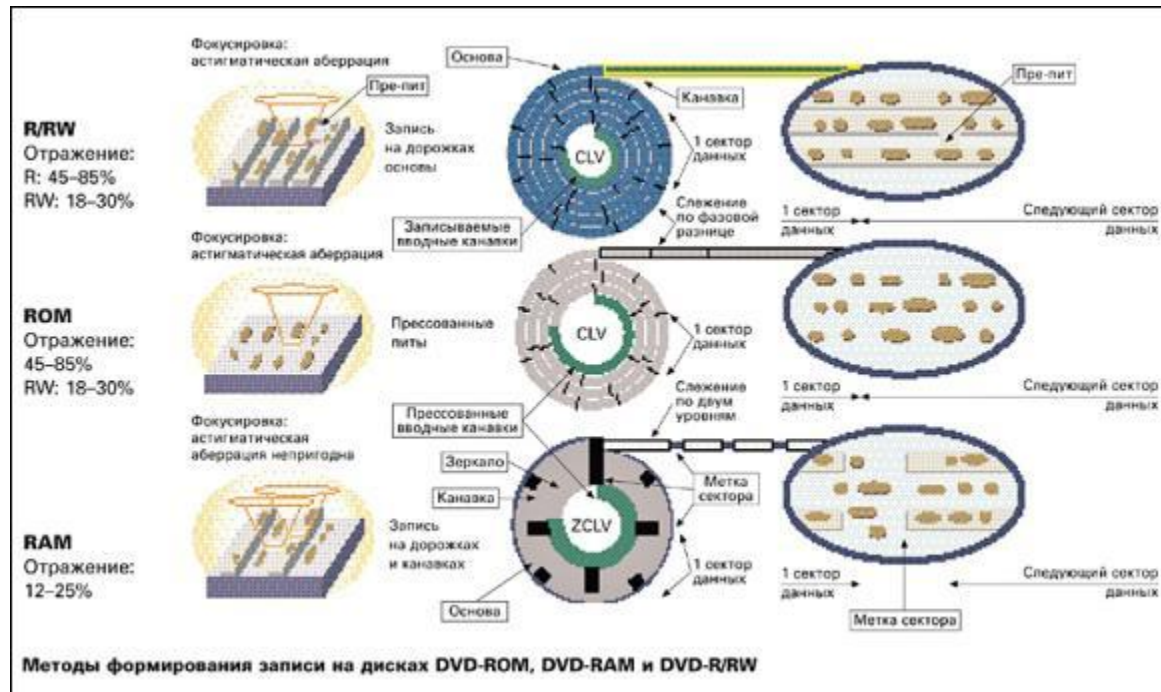 Фокусировка:
астигматическая аберрация
Пре-пит
R/RW
Отражение:
R: 45–85%
RW: 18–30%
Запись
на дорожках
основы
Основа
Канавка
CLV
1 сектор
данных
Записываемые
вводные канавки
Слежение
по фазовой
разнице
Пре-пит
1 сектор
данных
Следующий сектор
данных
Фокусировка:
астигматическая аберрация
ROM
Отражение:
45–85%
RW: 18–30%
Прессованные
питы
CLV
1 сектор
данных
Прессованные
вводные канавки
Слежение
по двум
уровням
1 сектор
данных
Следующий сектор
данных
Фокусировка:
астигматическая
аберрация непригодна
RAM
Отражение:
12–25%
Запись
на дорожках
и канавках
Зеркало
Канавка
Основа
ZCLV
Метка
сектора
1 сектор
данных
1 сектор
данных
Следующий сектор
данных
Метка сектора
Методы формирования записи на дисках DVD-ROM, DVD-RAM и DVD-R/RW